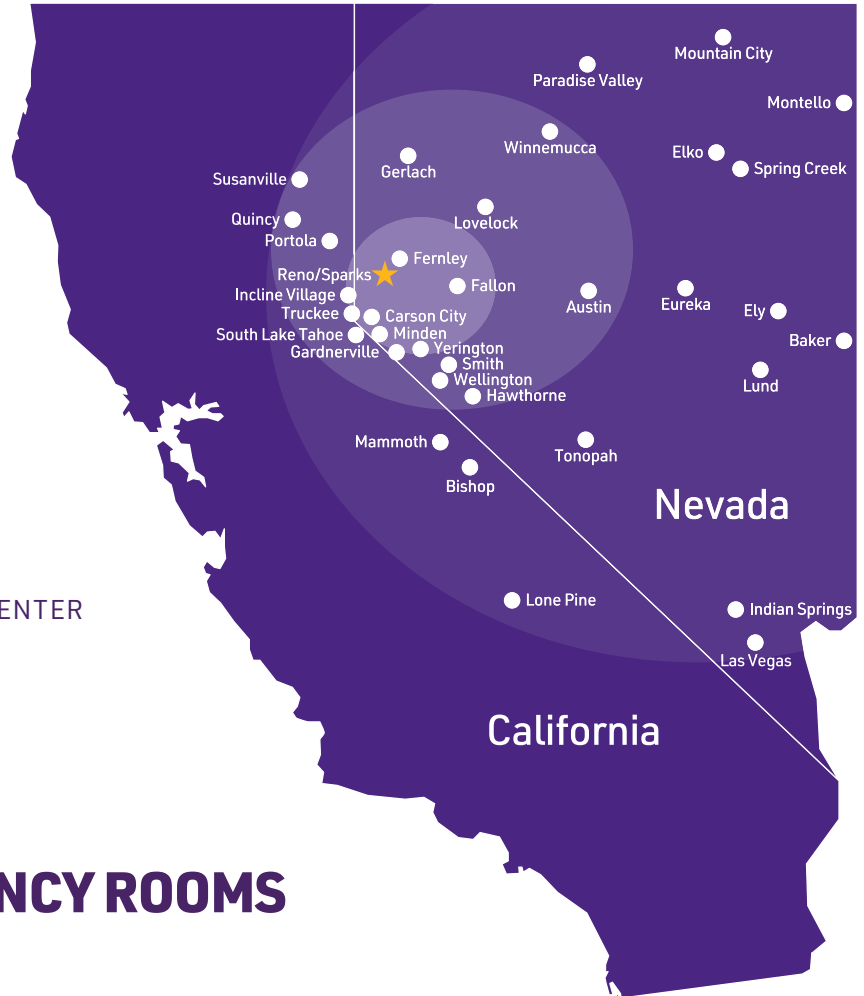 Mountain City
Paradise Valley
Montello
Winnemucca
Elko
Spring Creek
Gerlach
Susanville
Lovelock
Quincy
Portola
Fernley
Reno/Sparks
Fallon
Incline Village
Austin
Eureka
Truckee
Carson City
Ely
South Lake Tahoe
Minden
Baker
Gardnerville
Yerington
Smith
Wellington
Lund
Hawthorne
Mammoth
Tonopah
Bishop
Nevada
Lone Pine
Indian Springs
ENTER
Las Vegas
California
NCY ROOMS